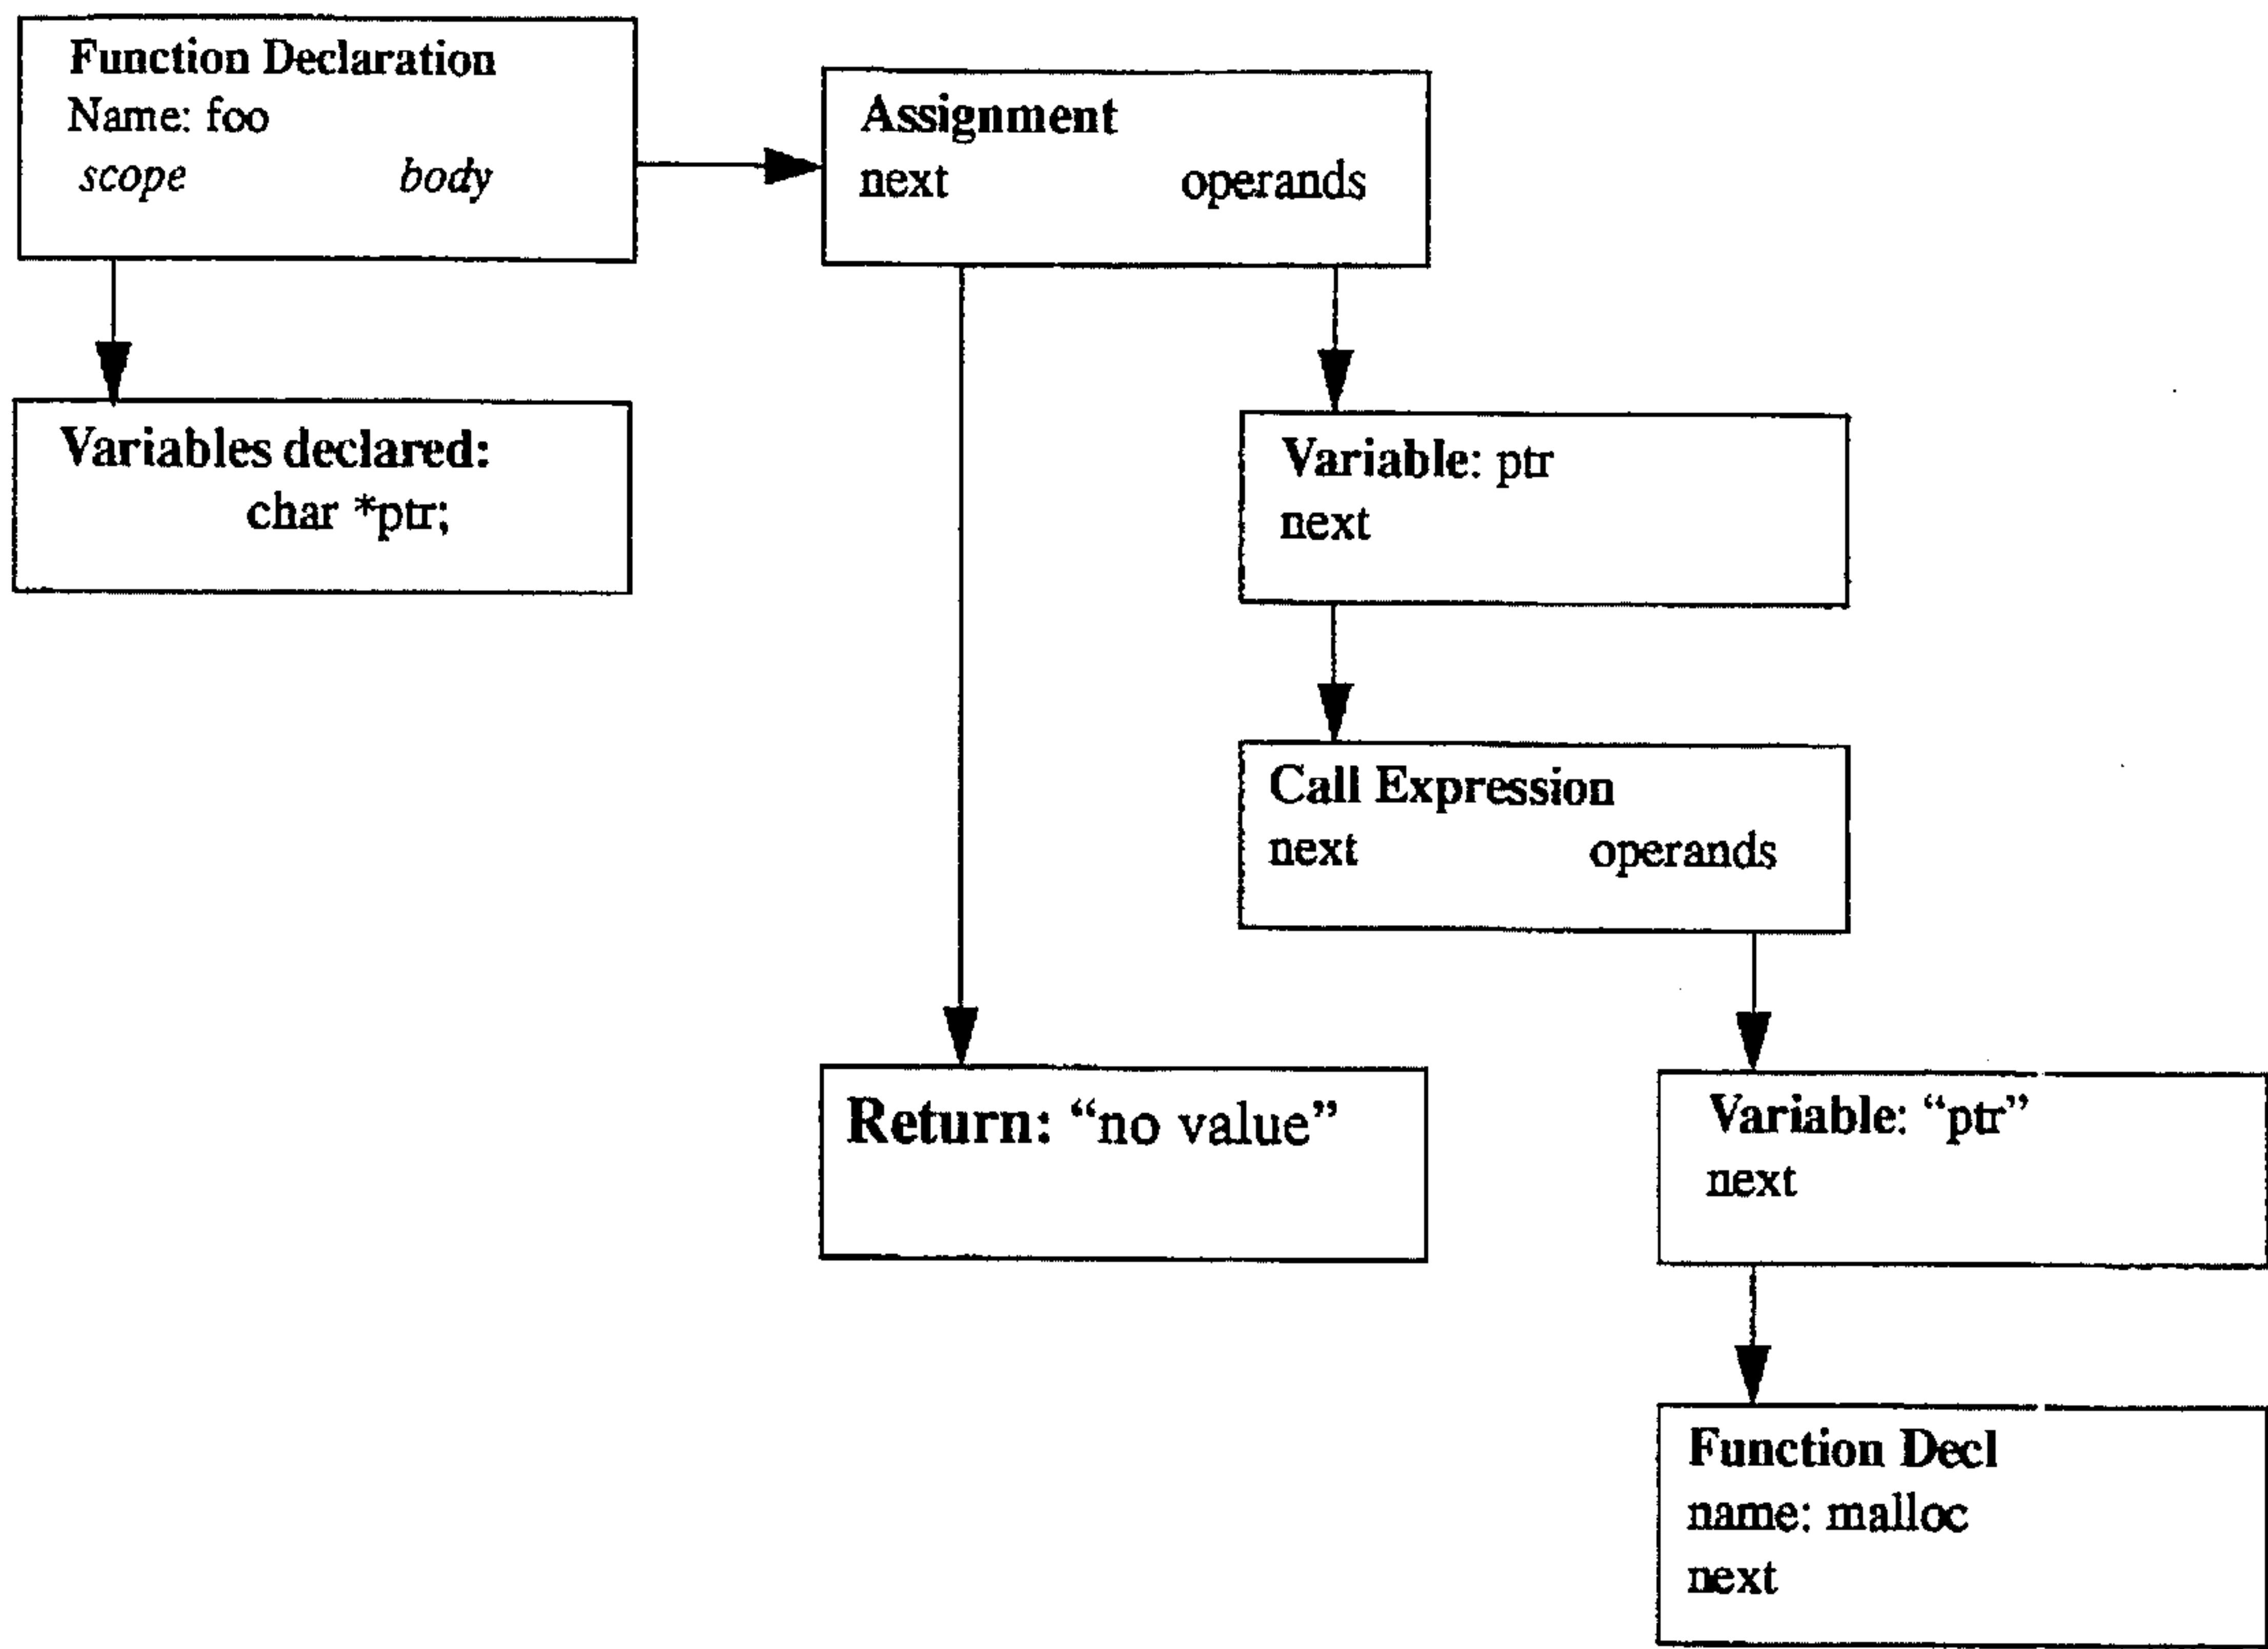 Function Declaration
Name: foo
scope body
Assignment
next operands
Variables declared:
char *ptr;
Variable: ptr
next
Call Expression
next operands
Return: “no value”
Variable: “ptr”
next
Function Decl
name: malloc
next